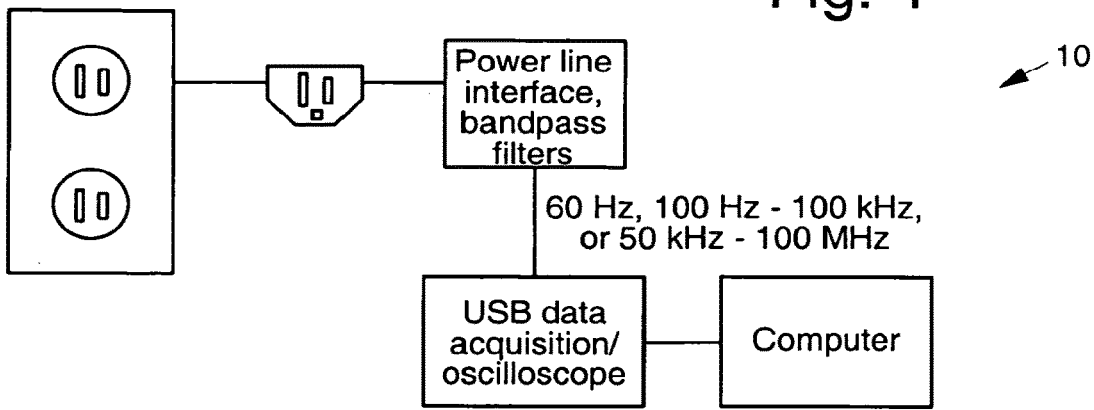 10
Power line
interface,
bandpass
filters
60 Hz, 100 Hz - 100 kHz,
or 50 kHz - 100 MHz
USB data
acquisition/
oscilloscope
Computer